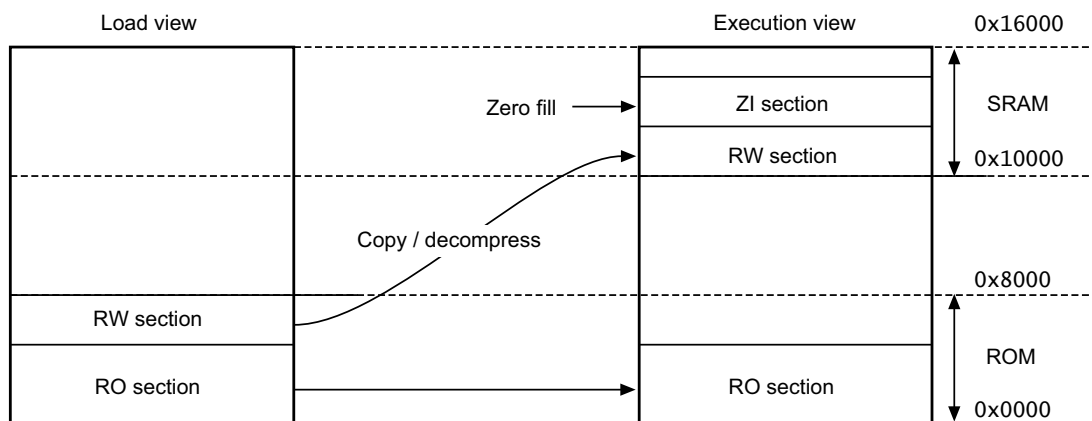 Load view
Execution view
0x16000
Zero fill
ZI section
SRAM
RW section
0x10000
Copy / decompress
0x8000
RW section
ROM
RO section
RO section
0x0000